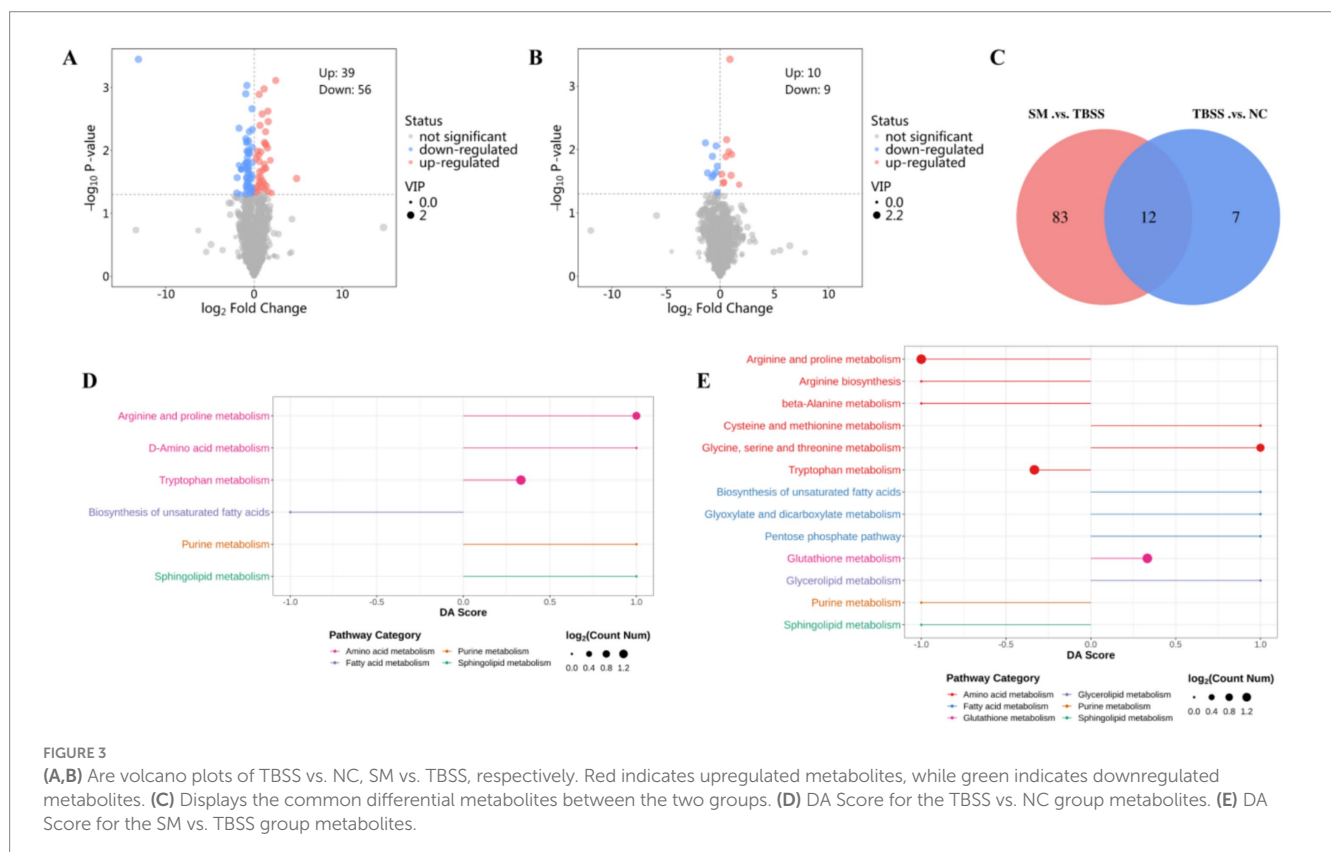 A
Up: 39
Down: 56
Status
not significant
down-regulated
up-regulated
VIP
0.0
2
-log10 P-value
3
2
1
0
-10
0
10
log2 Fold Change
B
Up: 10
Down: 9
Status
not significant
down-regulated
up-regulated
VIP
0.0
2.2
-log10 P-value
3
2
1
0
-10
-5
0
5
10
log2 Fold Change
C
SM .vs. TBSS
TBSS .vs. NC
83
12
7
D
Arginine and proline metabolism
D-Amino acid metabolism
Tryptophan metabolism
Biosynthesis of unsaturated fatty acids
Purine metabolism
Sphingolipid metabolism
-1.0
-0.5
0.0
0.5
1.0
DA Score
Pathway Category
Amino acid metabolism
Purine metabolism
Fatty acid metabolism
Sphingolipid metabolism
log2(Count Num)
0.0 0.4 0.8 1.2
E
Arginine and proline metabolism
Arginine biosynthesis
beta-Alanine metabolism
Cysteine and methionine metabolism
Glycine, serine and threonine metabolism
Tryptophan metabolism
Biosynthesis of unsaturated fatty acids
Glyoxylate and dicarboxylate metabolism
Pentose phosphate pathway
Glutathione metabolism
Glycerolipid metabolism
Purine metabolism
Sphingolipid metabolism
-1.0
-0.5
0.0
0.5
1.0
DA Score
Pathway Category
Amino acid metabolism
Glycerolipid metabolism
Fatty acid metabolism
Purine metabolism
Glutathione metabolism
Sphingolipid metabolism
log2(Count Num)
0.0 0.4 0.8 1.2
FIGURE 3
(A,B) Are volcano plots of TBSS vs. NC, SM vs. TBSS, respectively. Red indicates upregulated metabolites, while green indicates downregulated
metabolites. (C) Displays the common differential metabolites between the two groups. (D) DA Score for the TBSS vs. NC group metabolites. (E) DA
Score for the SM vs. TBSS group metabolites.